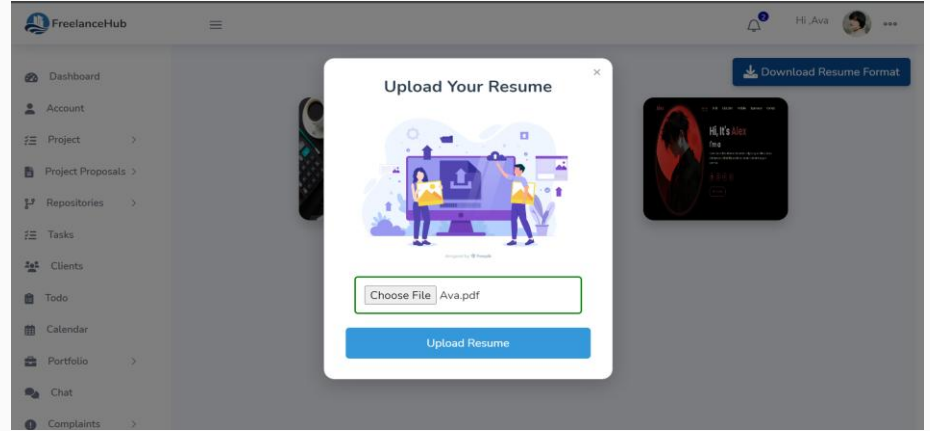 FreelanceHub
Hi ,Ava
Dashboard
Account
Project
Project Proposals
Repositories
Tasks
Clients
Todo
Calendar
Portfolio
Chat
Complaints
Download Resume Format
Upload Your Resume
Choose File Ava.pdf
Upload Resume
Hi, It's Alex
I'm a